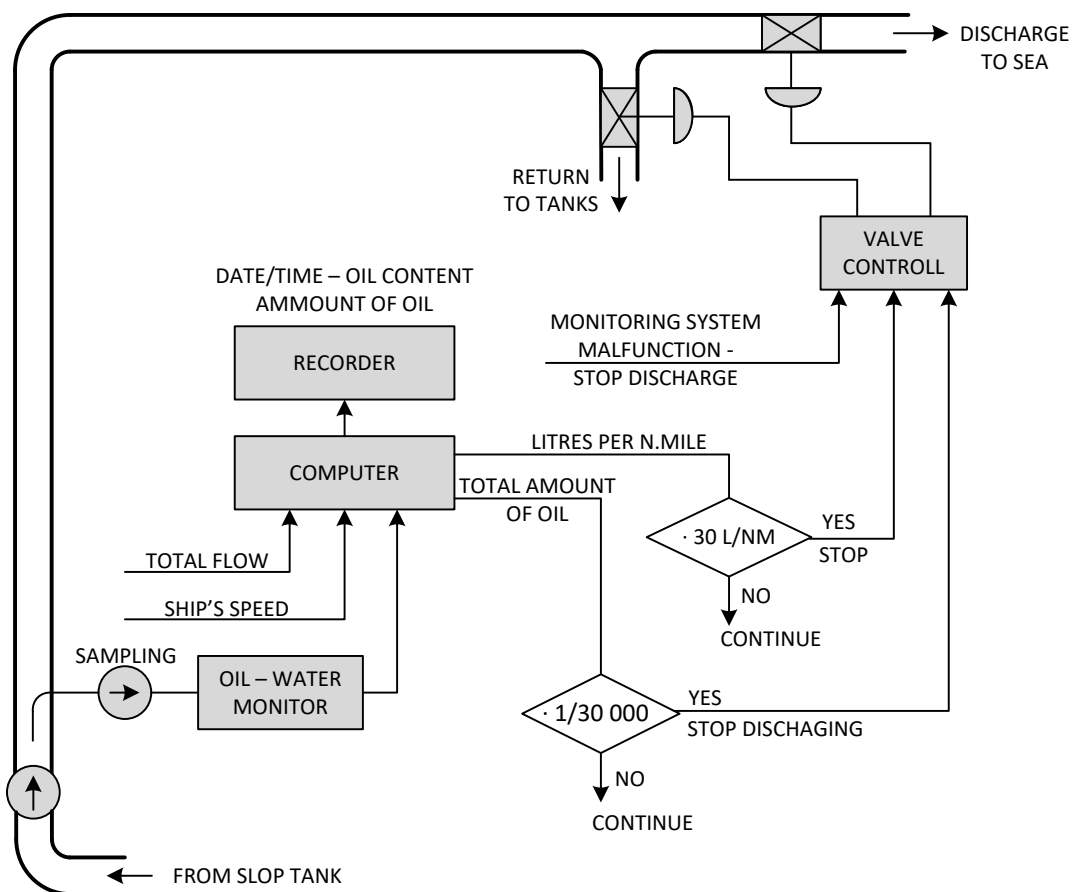 DISCHARGE
TO SEA
RETURN
TO TANKS
VALVE
CONTROLL
DATE/TIME – OIL CONTENT
AMMOUNT OF OIL
MONITORING SYSTEM
MALFUNCTION -
STOP DISCHARGE
RECORDER
LITRES PER N.MILE
COMPUTER
TOTAL AMOUNT
OF OIL
· 30 L/NM
YES
STOP
TOTAL FLOW
NO
SHIP’S SPEED
CONTINUE
SAMPLING
OIL – WATER
MONITOR
· 1/30 000
YES
STOP DISCHAGING
NO
CONTINUE
FROM SLOP TANK